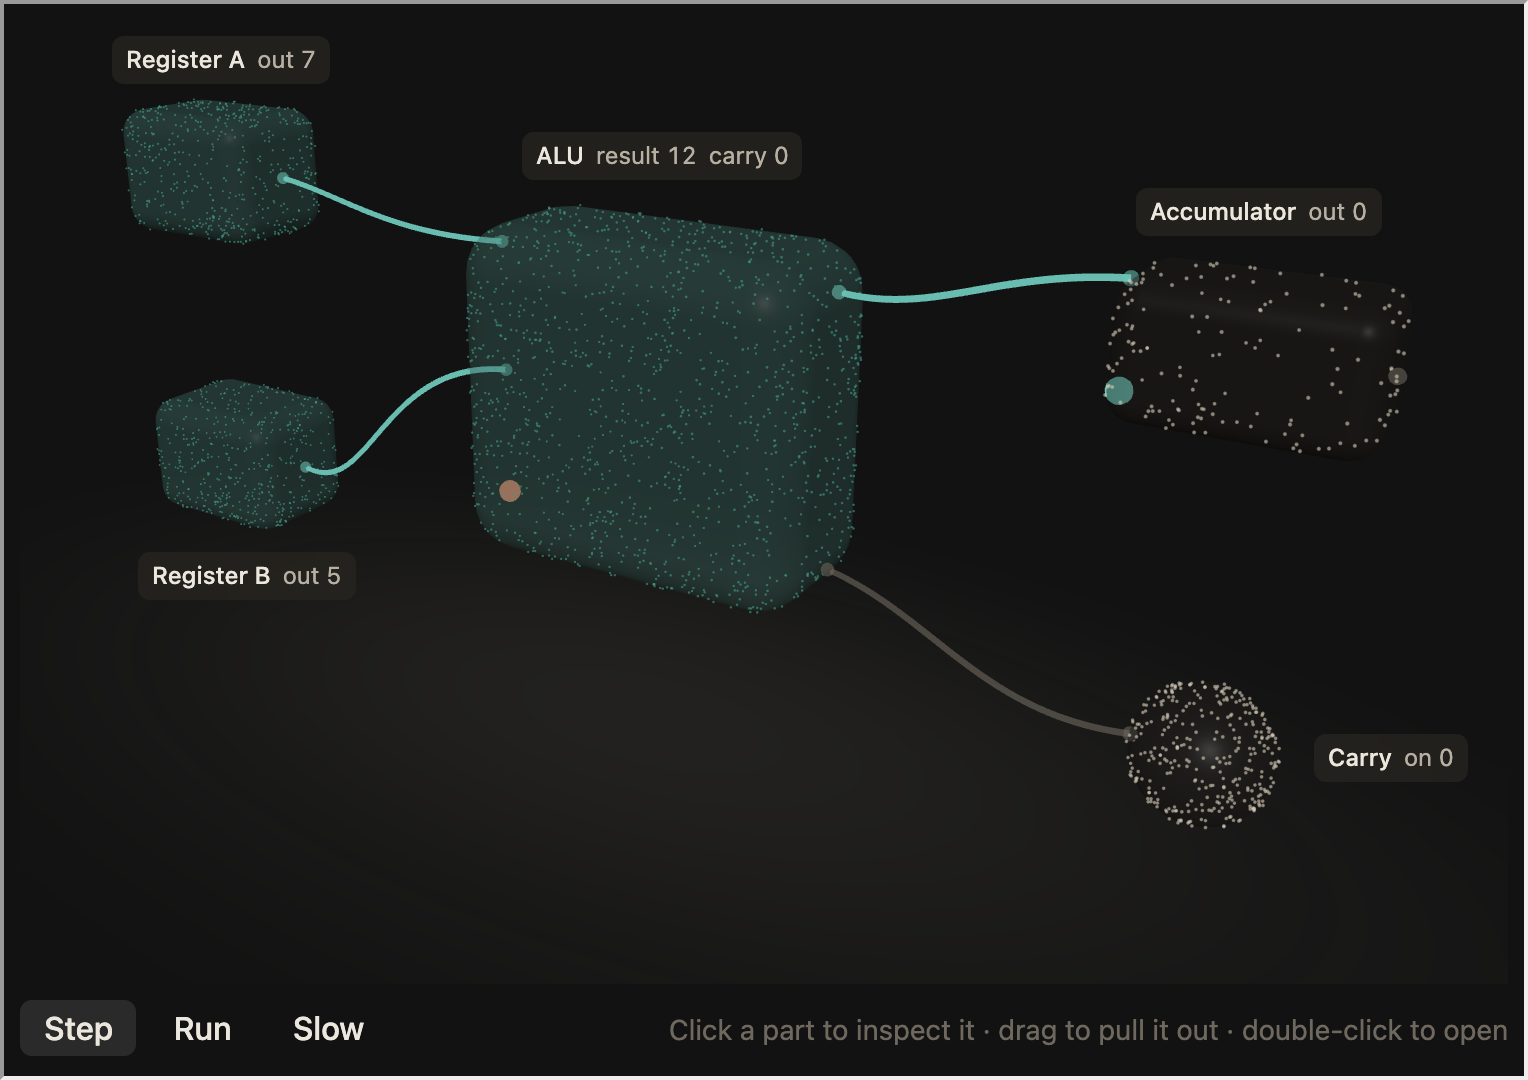 Register A out 7
ALU result 12 carry 0
Accumulator out 0
Register B out 5
Carry on 0
Step Run Slow Click a part to inspect it · drag to pull it out · double-click to open